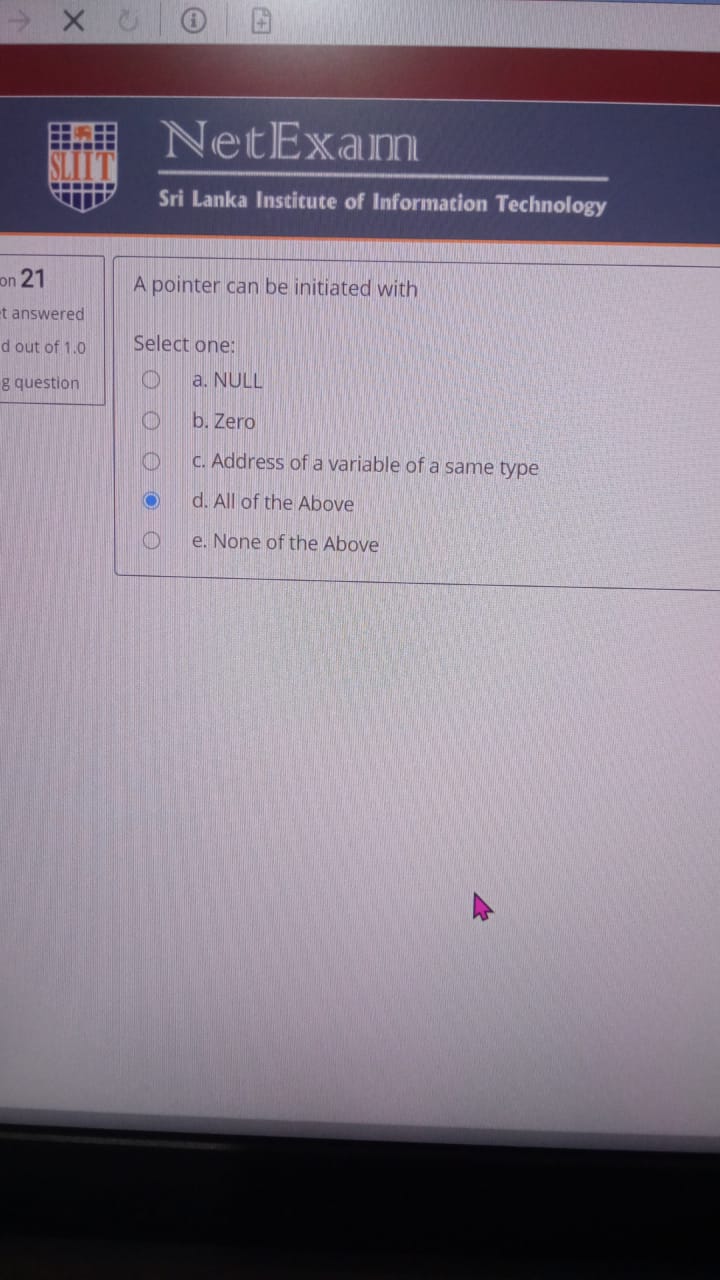 SLIIT
NetExam
Sri Lanka Institute of Information Technology
on 21
t answered
d out of 1.0
g question
A pointer can be initiated with
Select one:
a. NULL
b. Zero
c. Address of a variable of a same type
d. All of the Above
e. None of the Above